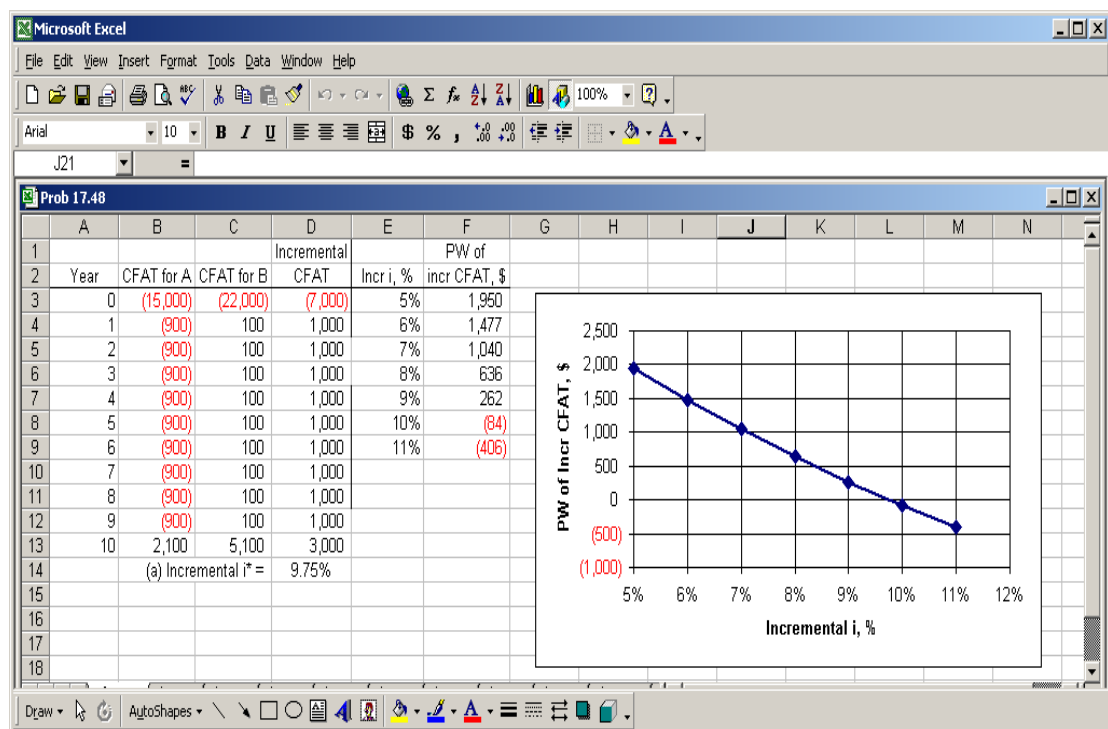 Microsoft Excel
File Edit View Insert Format Tools Data Window Help
ABC Σ fx A Z Z A 100% ?
Arial 10 B I U $ % , .00 .00 A
J21 =
Prob 17.48
A B C D E F G H I J K L M N
1 Incremental PW of
2 Year CFAT for A CFAT for B CFAT Incr i, % incr CFAT, $
3 0 (15,000) (22,000) (7,000) 5% 1,950
4 1 (900) 100 1,000 6% 1,477
5 2 (900) 100 1,000 7% 1,040
6 3 (900) 100 1,000 8% 636
7 4 (900) 100 1,000 9% 262
8 5 (900) 100 1,000 10% (84)
9 6 (900) 100 1,000 11% (406)
10 7 (900) 100 1,000
11 8 (900) 100 1,000
12 9 (900) 100 1,000
13 10 2,100 5,100 3,000
14 (a) Incremental i* = 9.75%
15
16
17
18
PW of Incr CFAT, $
2,500
2,000
1,500
1,000
500
0
(500)
(1,000)
5% 6% 7% 8% 9% 10% 11% 12%
Incremental i, %
Draw AutoShapes A A